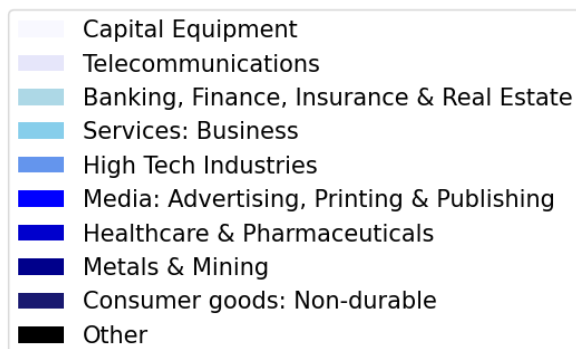 Capital Equipment
Telecommunications
Banking, Finance, Insurance & Real Estate
Services: Business
High Tech Industries
Media: Advertising, Printing & Publishing
Healthcare & Pharmaceuticals
Metals & Mining
Consumer goods: Non-durable
Other